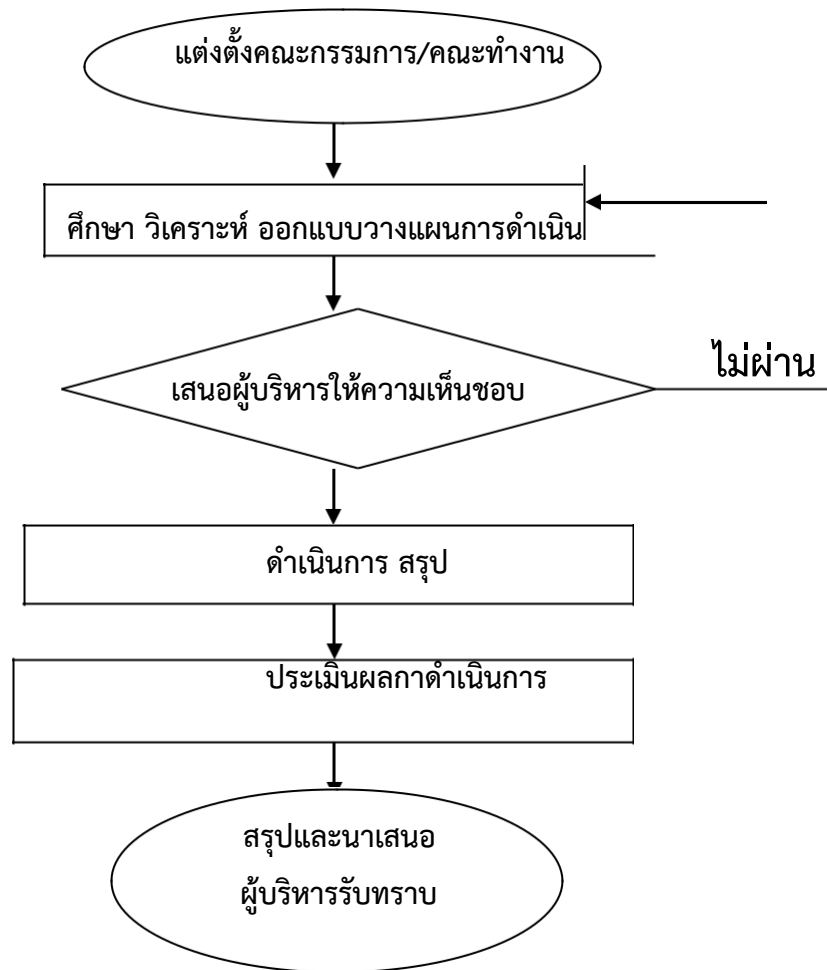 แต่งตั้งคณะกรรมการ/คณะทำงาน
ศึกษา วิเคราะห์ ออกแบบวางแผนการดำเนิน
ไม่ผ่าน
เสนอผู้บริหารให้ความเห็นชอบ
ดำเนินการ สรุป
ประเมินผลกาดำเนินการ
สรุปและนาเสนอ
ผู้บริหารรับทราบ